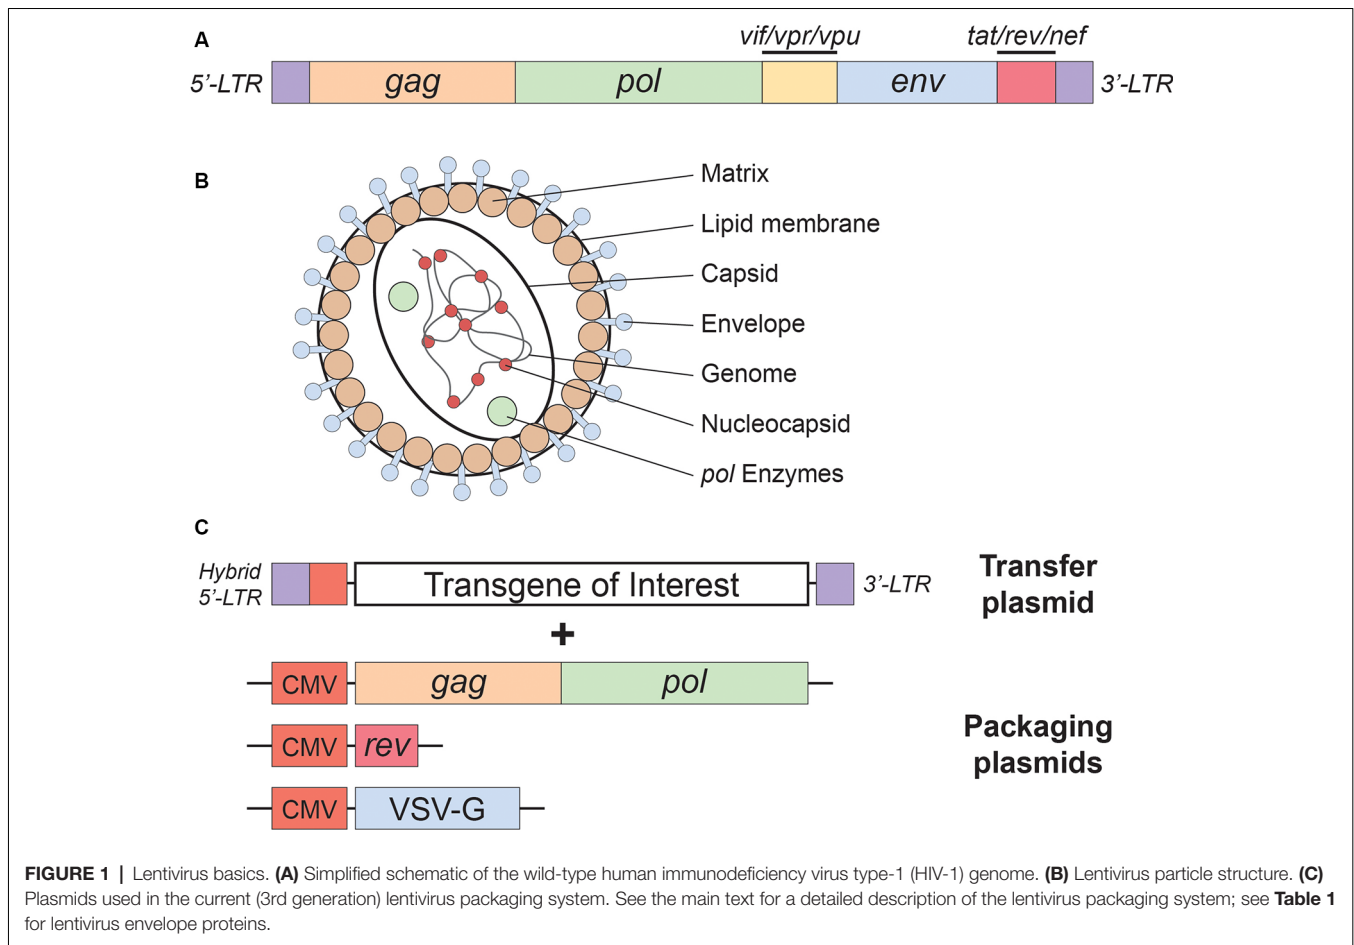 A
vif/vpr/vpu
tat/rev/nef
5’-LTR
gag
pol
env
3’-LTR
B
Matrix
Lipid membrane
Capsid
Envelope
Genome
Nucleocapsid
pol Enzymes
C
Hybrid
5’-LTR
Transgene of Interest
3’-LTR
Transfer
plasmid
+
CMV
gag
pol
CMV
rev
Packaging
plasmids
CMV
VSV-G
FIGURE 1 | Lentivirus basics. (A) Simplified schematic of the wild-type human immunodeficiency virus type-1 (HIV-1) genome. (B) Lentivirus particle structure. (C)
Plasmids used in the current (3rd generation) lentivirus packaging system. See the main text for a detailed description of the lentivirus packaging system; see Table 1
for lentivirus envelope proteins.